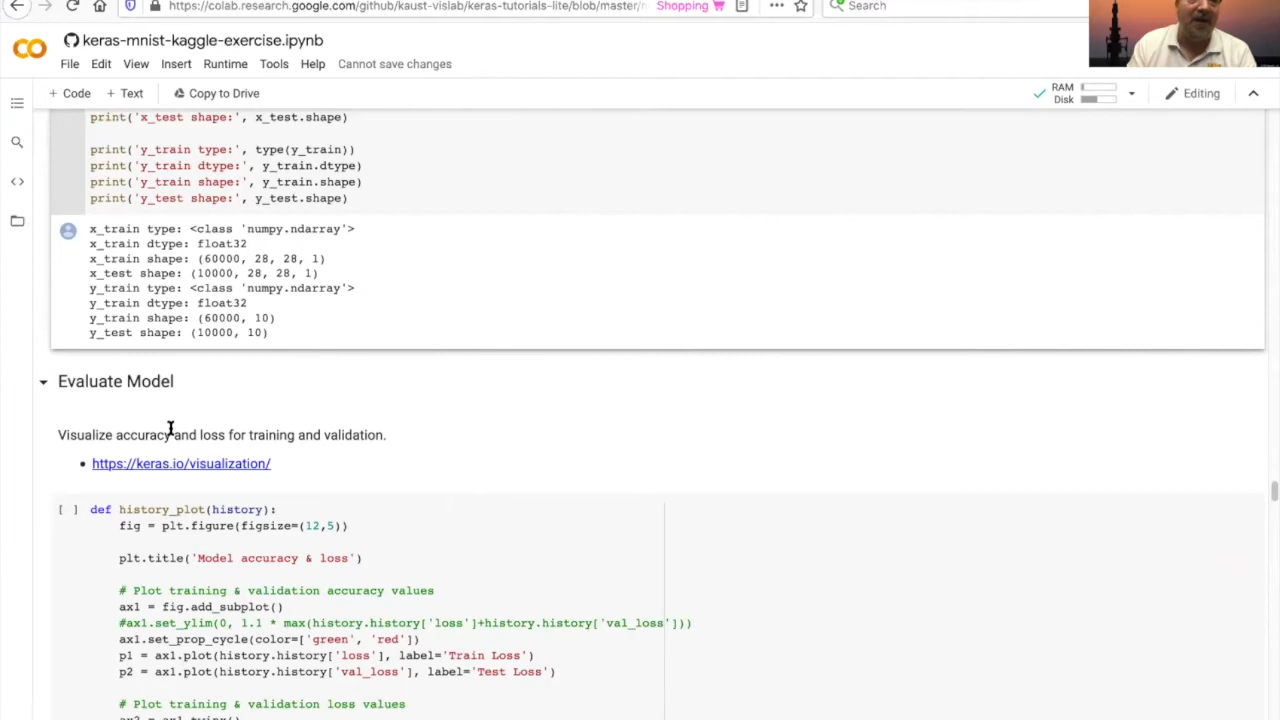 https://colab.research.google.com/github/kaust-vislab/keras-tutorials-lite/blob/master/n
Shopping
Search
keras-mnist-kaggle-exercise.ipynb
File Edit View Insert Runtime Tools Help Cannot save changes
+ Code + Text Copy to Drive
RAM
Disk
Editing
print('x_test shape:', x_test.shape)
print('y_train type:', type(y_train))
print('y_train dtype:', y_train.dtype)
print('y_train shape:', y_train.shape)
print('y_test shape:', y_test.shape)
x_train type: <class 'numpy.ndarray'>
x_train dtype: float32
x_train shape: (60000, 28, 28, 1)
x_test shape: (10000, 28, 28, 1)
y_train type: <class 'numpy.ndarray'>
y_train dtype: float32
y_train shape: (60000, 10)
y_test shape: (10000, 10)
Evaluate Model
Visualize accuracy and loss for training and validation.
• https://keras.io/visualization/
[ ] def history_plot(history):
fig = plt.figure(figsize=(12,5))
plt.title('Model accuracy & loss')
# Plot training & validation accuracy values
ax1 = fig.add_subplot()
#ax1.set_ylim(0, 1.1 * max(history.history['loss']+history.history['val_loss']))
ax1.set_prop_cycle(color=['green', 'red'])
p1 = ax1.plot(history.history['loss'], label='Train Loss')
p2 = ax1.plot(history.history['val_loss'], label='Test Loss')
# Plot training & validation loss values
ax2 = ax1.twinx()